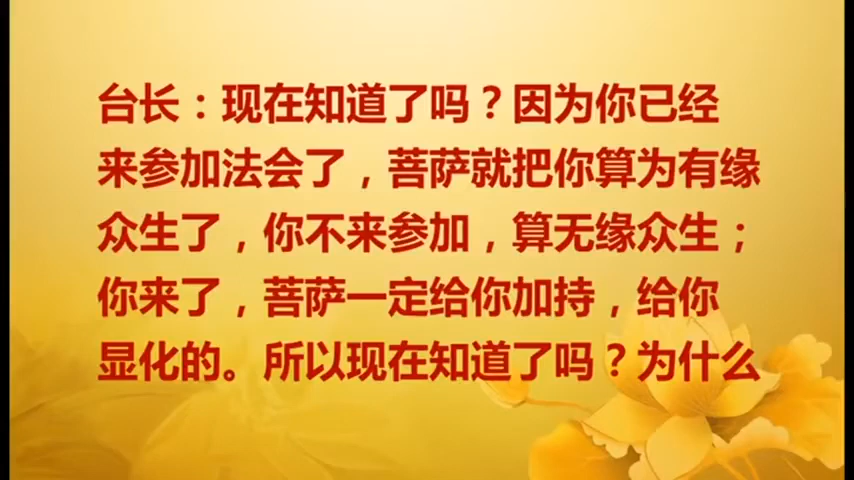 台长：现在知道了吗？因为你已经
来参加法会了，菩萨就把你算为有缘
众生了，你不来参加，算无缘众生；
你来了，菩萨一定给你加持，给你
显化的。所以现在知道了吗？为什么